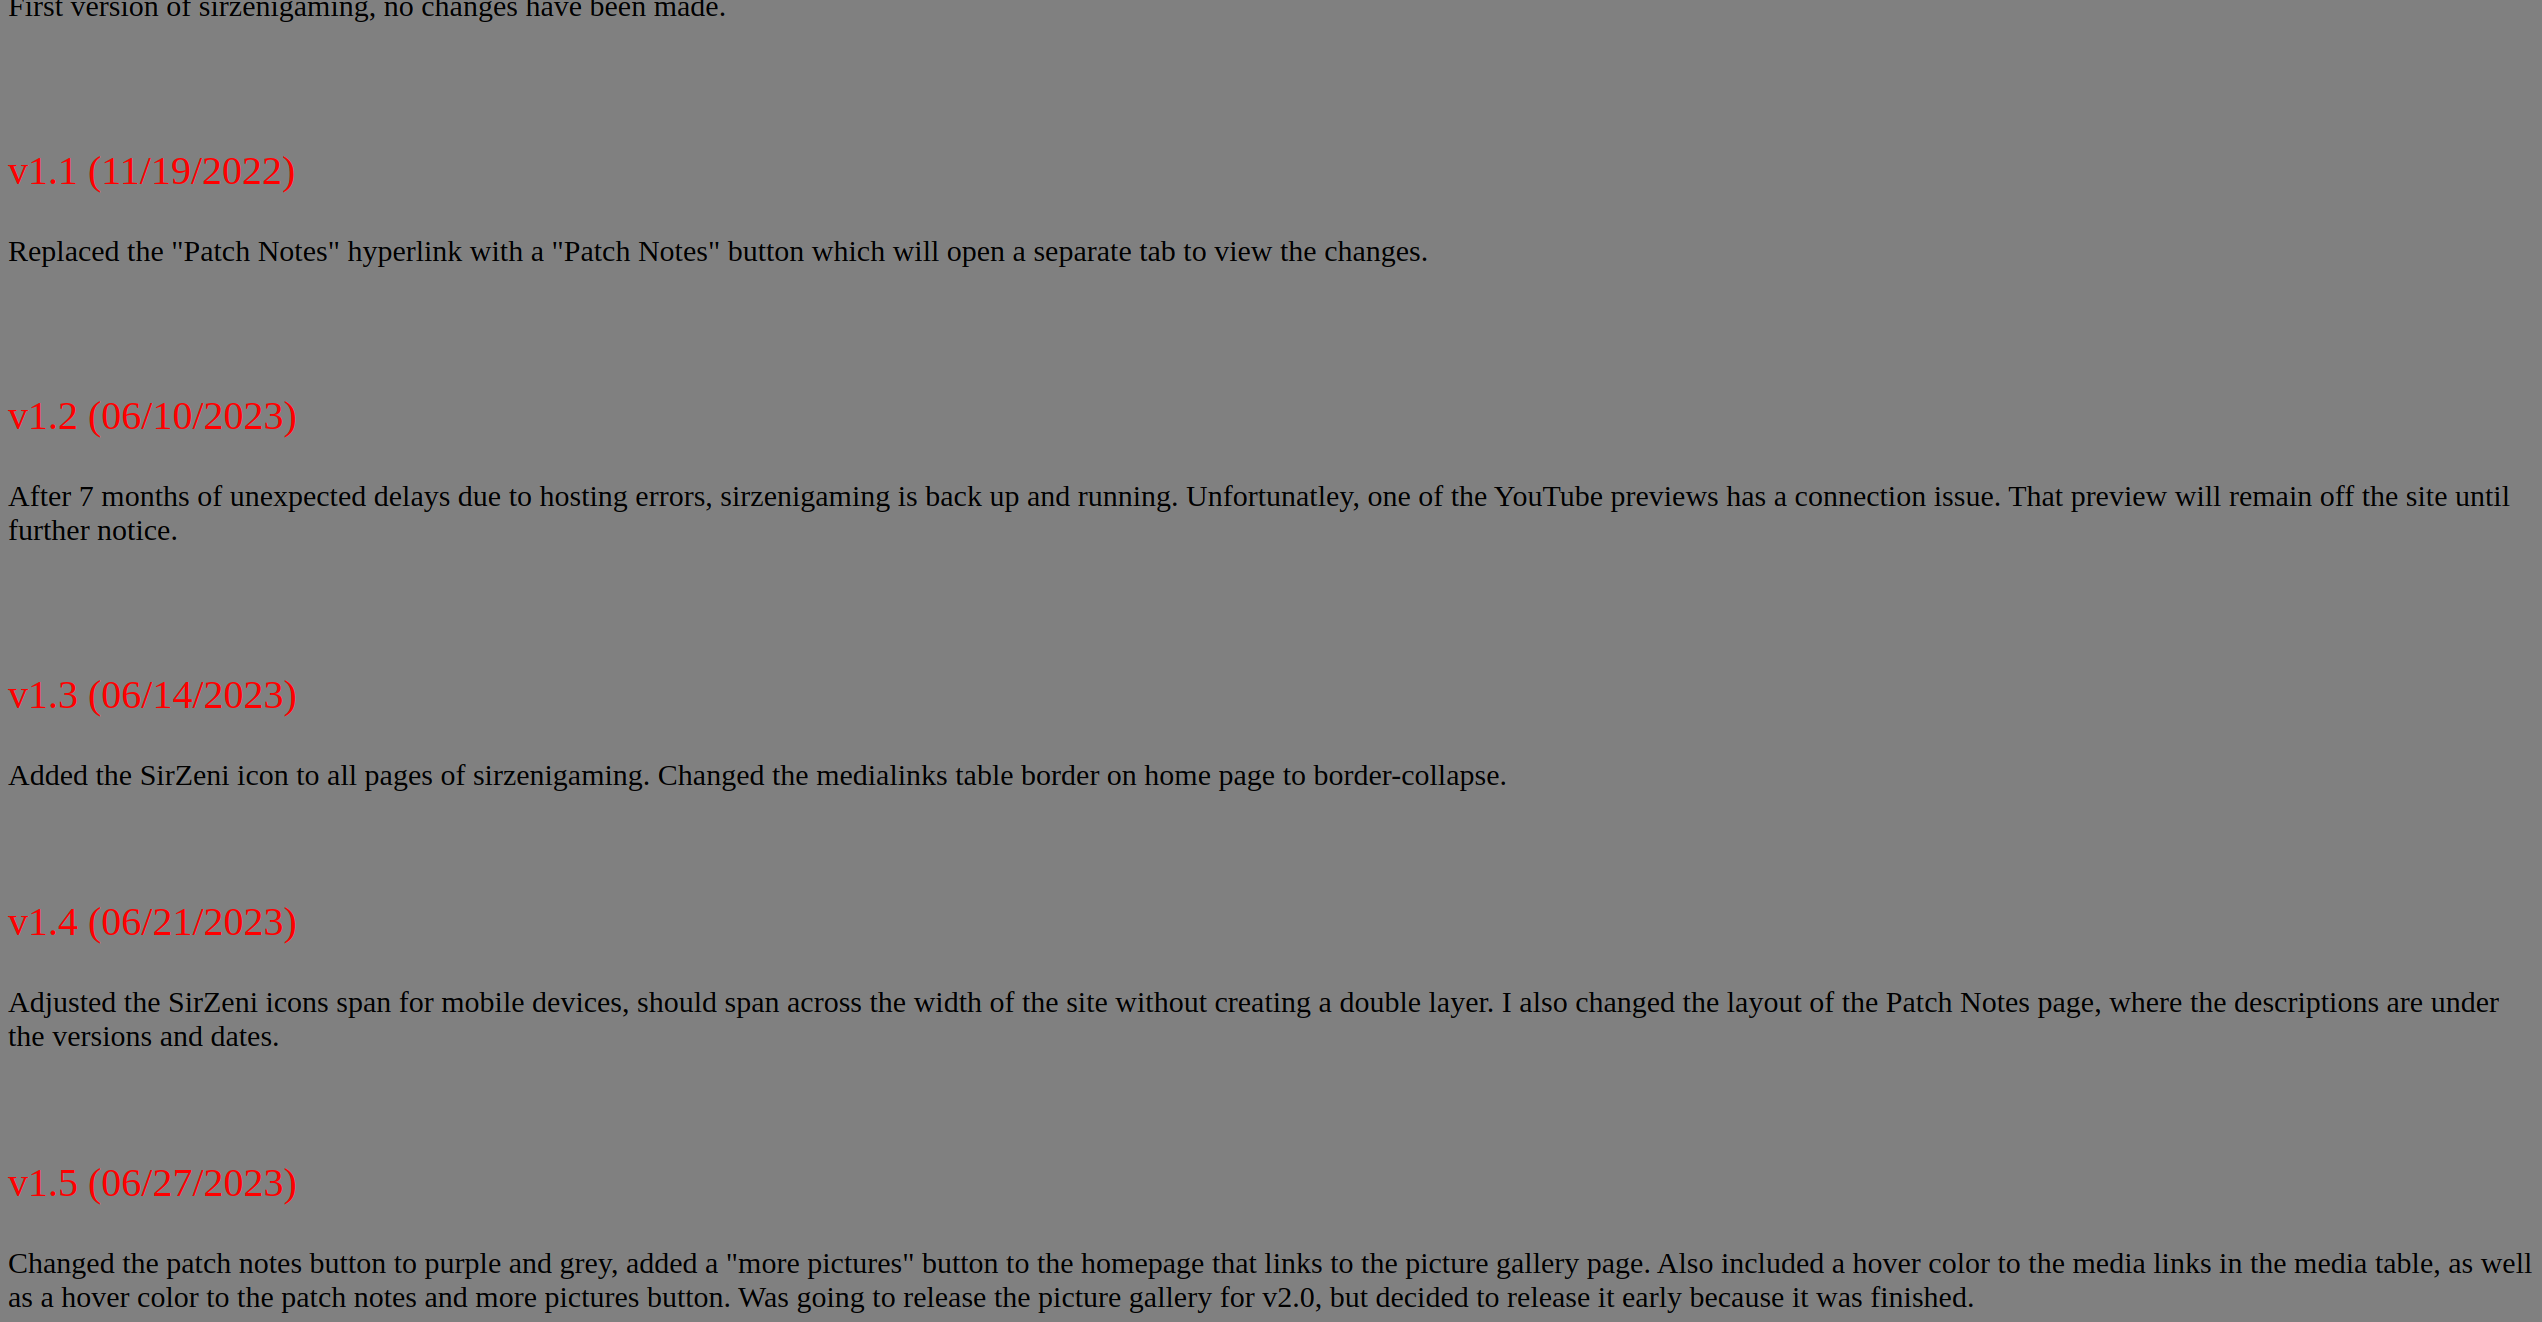 First version of sirzenigaming, no changes have been made.
v1.1 (11/19/2022)
Replaced the "Patch Notes" hyperlink with a "Patch Notes" button which will open a separate tab to view the changes.
v1.2 (06/10/2023)
After 7 months of unexpected delays due to hosting errors, sirzenigaming is back up and running. Unfortunatley, one of the YouTube previews has a connection issue. That preview will remain off the site until
further notice.
v1.3 (06/14/2023)
Added the SirZeni icon to all pages of sirzenigaming. Changed the medialinks table border on home page to border-collapse.
v1.4 (06/21/2023)
Adjusted the SirZeni icons span for mobile devices, should span across the width of the site without creating a double layer. I also changed the layout of the Patch Notes page, where the descriptions are under
the versions and dates.
v1.5 (06/27/2023)
Changed the patch notes button to purple and grey, added a "more pictures" button to the homepage that links to the picture gallery page. Also included a hover color to the media links in the media table, as well
as a hover color to the patch notes and more pictures button. Was going to release the picture gallery for v2.0, but decided to release it early because it was finished.